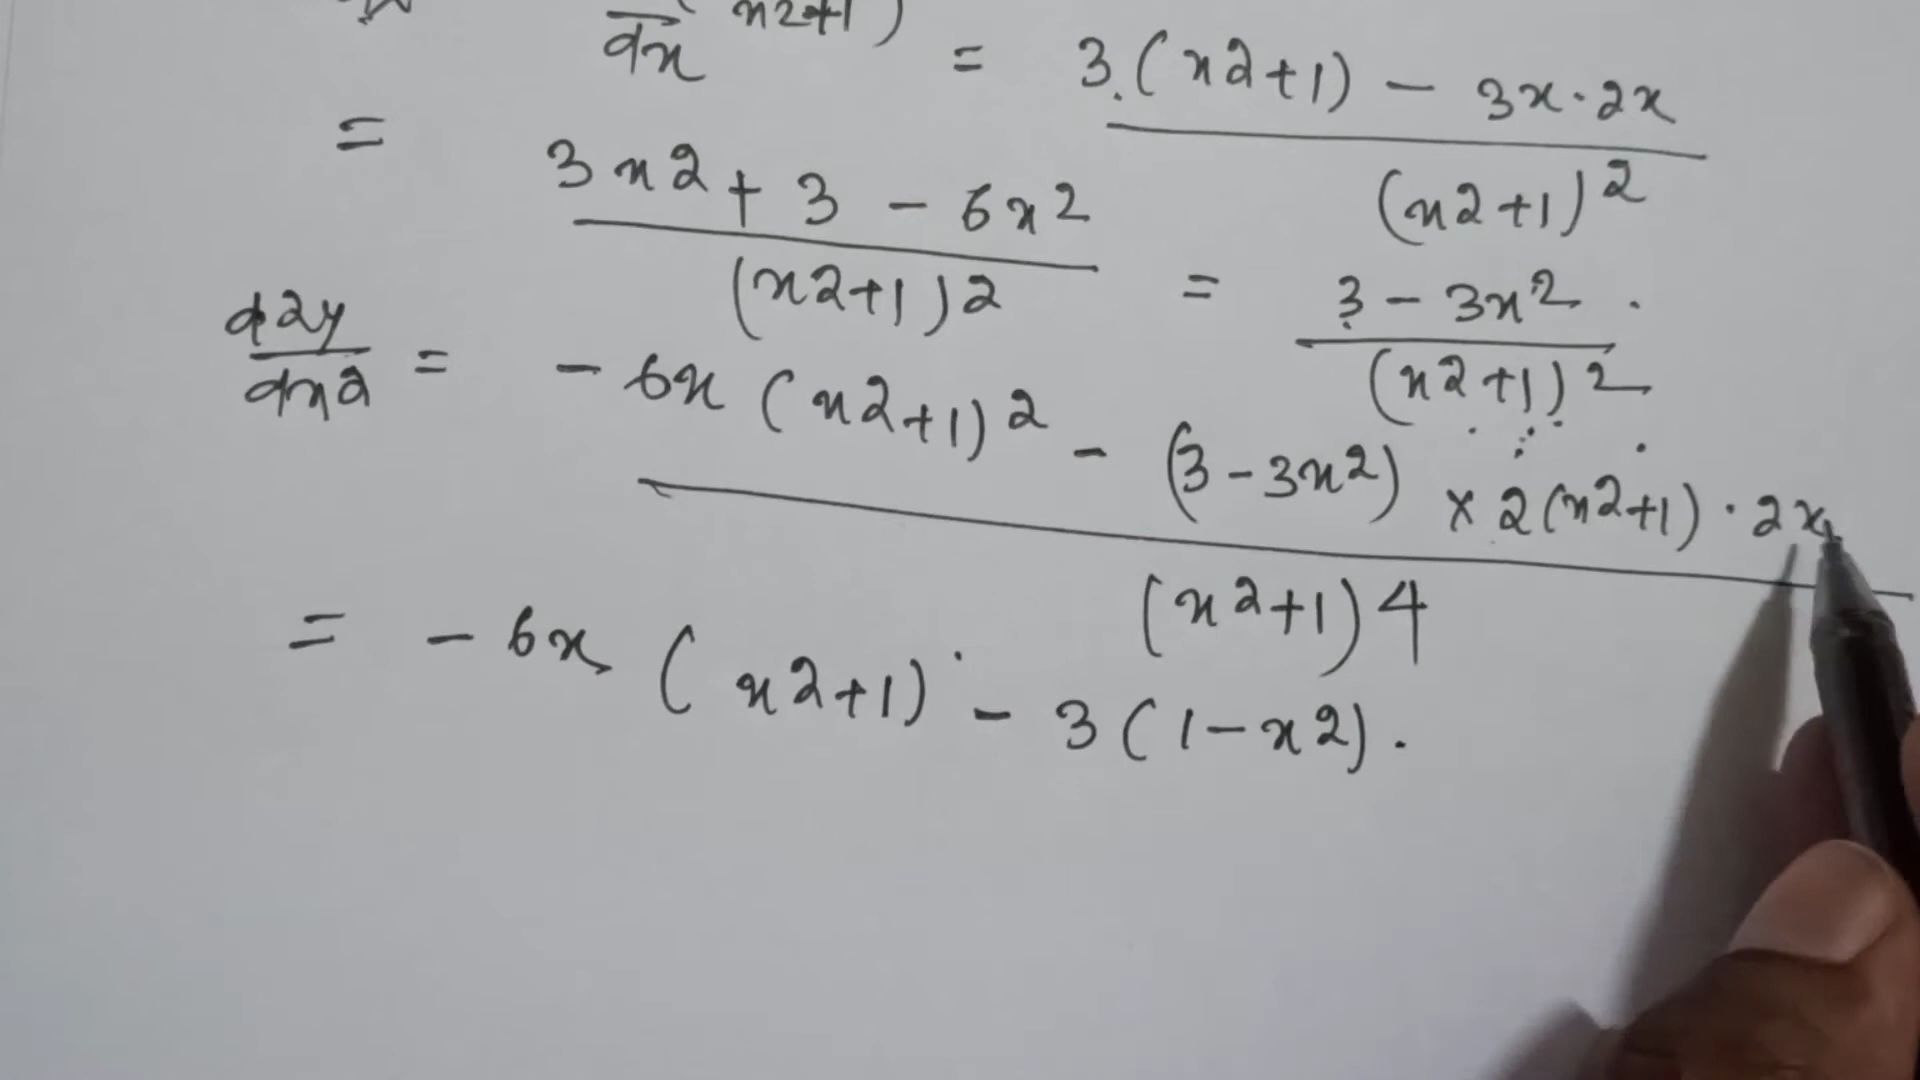 dx x2+1) = 3.(x2+1) - 3x.2x
(x2+1)2
= 3x2+3-6x2
(x2+1)2
= 3-3x2
(x2+1)2
d2y
dx2
= -6x(x2+1)2 - (3-3x2) x 2(x2+1).2x
(x2+1)4
= -6x(x2+1) - 3(1-x2).